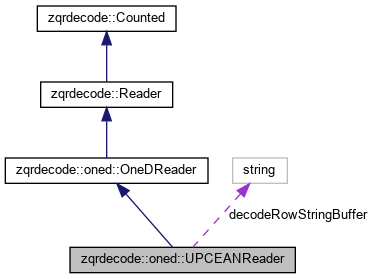 zqrdecode::Counted
zqrdecode::Reader
zqrdecode::oned::OneDReader
string
decodeRowStringBuffer
zqrdecode::oned::UPCEANReader